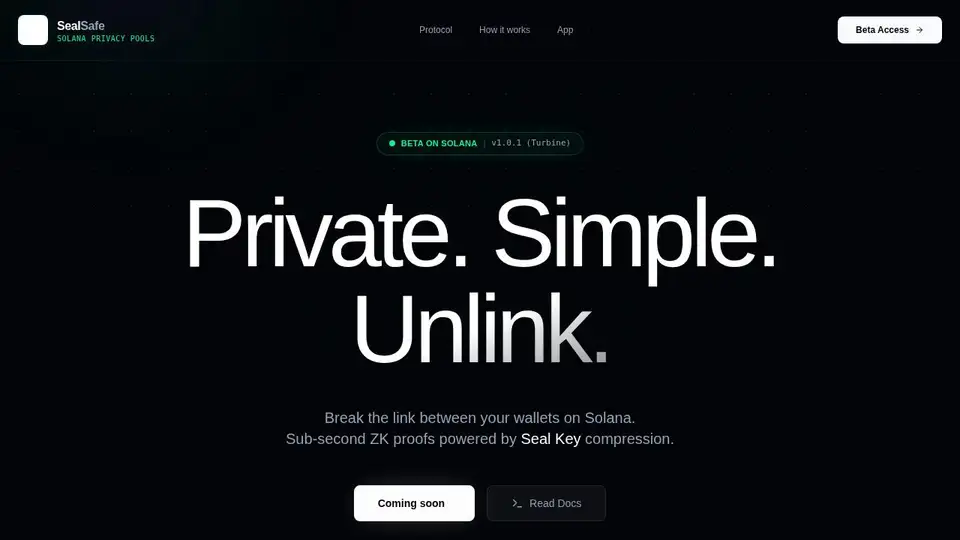 SealSafe
SOLANA PRIVACY POOLS
Protocol
How it works
App
Beta Access →
BETA ON SOLANA | v1.0.1 (Turbine)
Private. Simple.
Unlink.
Break the link between your wallets on Solana.
Sub-second ZK proofs powered by Seal Key compression.
Coming soon
Read Docs